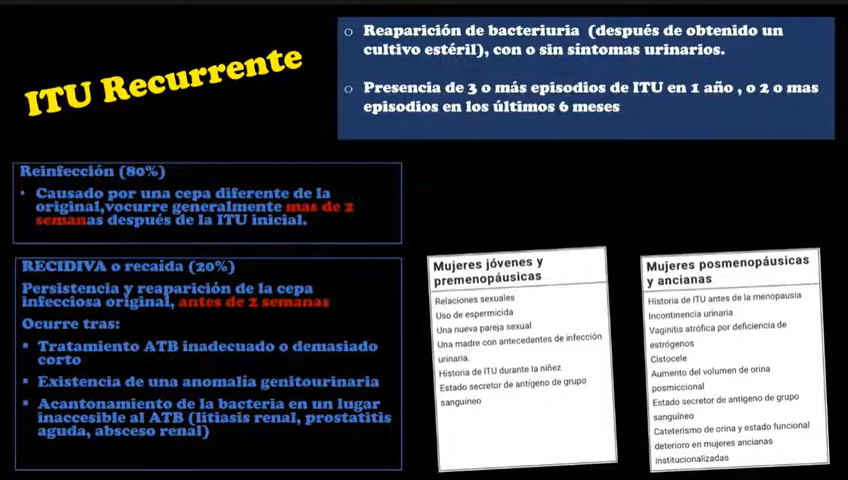 ITU Recurrente
o Reaparición de bacteriuria (después de obtenido un
cultivo estéril), con o sin síntomas urinarios.
o Presencia de 3 o más episodios de ITU en 1 año , o 2 o mas
episodios en los últimos 6 meses
Reinfección (80%)
• Causado por una cepa diferente de la
original,vocurre generalmente mas de 2
semanas después de la ITU inicial.
RECIDIVA o recaída (20%)
Persistencia y reaparición de la cepa
infecciosa original, antes de 2 semanas
Ocurre tras:
▪ Tratamiento ATB inadecuado o demasiado
corto
▪ Existencia de una anomalía genitourinaria
▪ Acantonamiento de la bacteria en un lugar
inaccesible al ATB (litiasis renal, prostatitis
aguda, absceso renal)
Mujeres jóvenes y
premenopáusicas
Relaciones sexuales
Uso de espermicida
Una nueva pareja sexual
Una madre con antecedentes de infección
urinaria.
Historia de ITU durante la niñez
Estado secretor de antígeno de grupo
sanguíneo
Mujeres posmenopáusicas
y ancianas
Historia de ITU antes de la menopausia
Incontinencia urinaria
Vaginitis atrófica por deficiencia de
estrógenos
Cistocele
Aumento del volumen de orina
posmiccional
Estado secretor de antígeno de grupo
sanguíneo
Cateterismo de orina y estado funcional
deterioro en mujeres ancianas
institucionalizadas